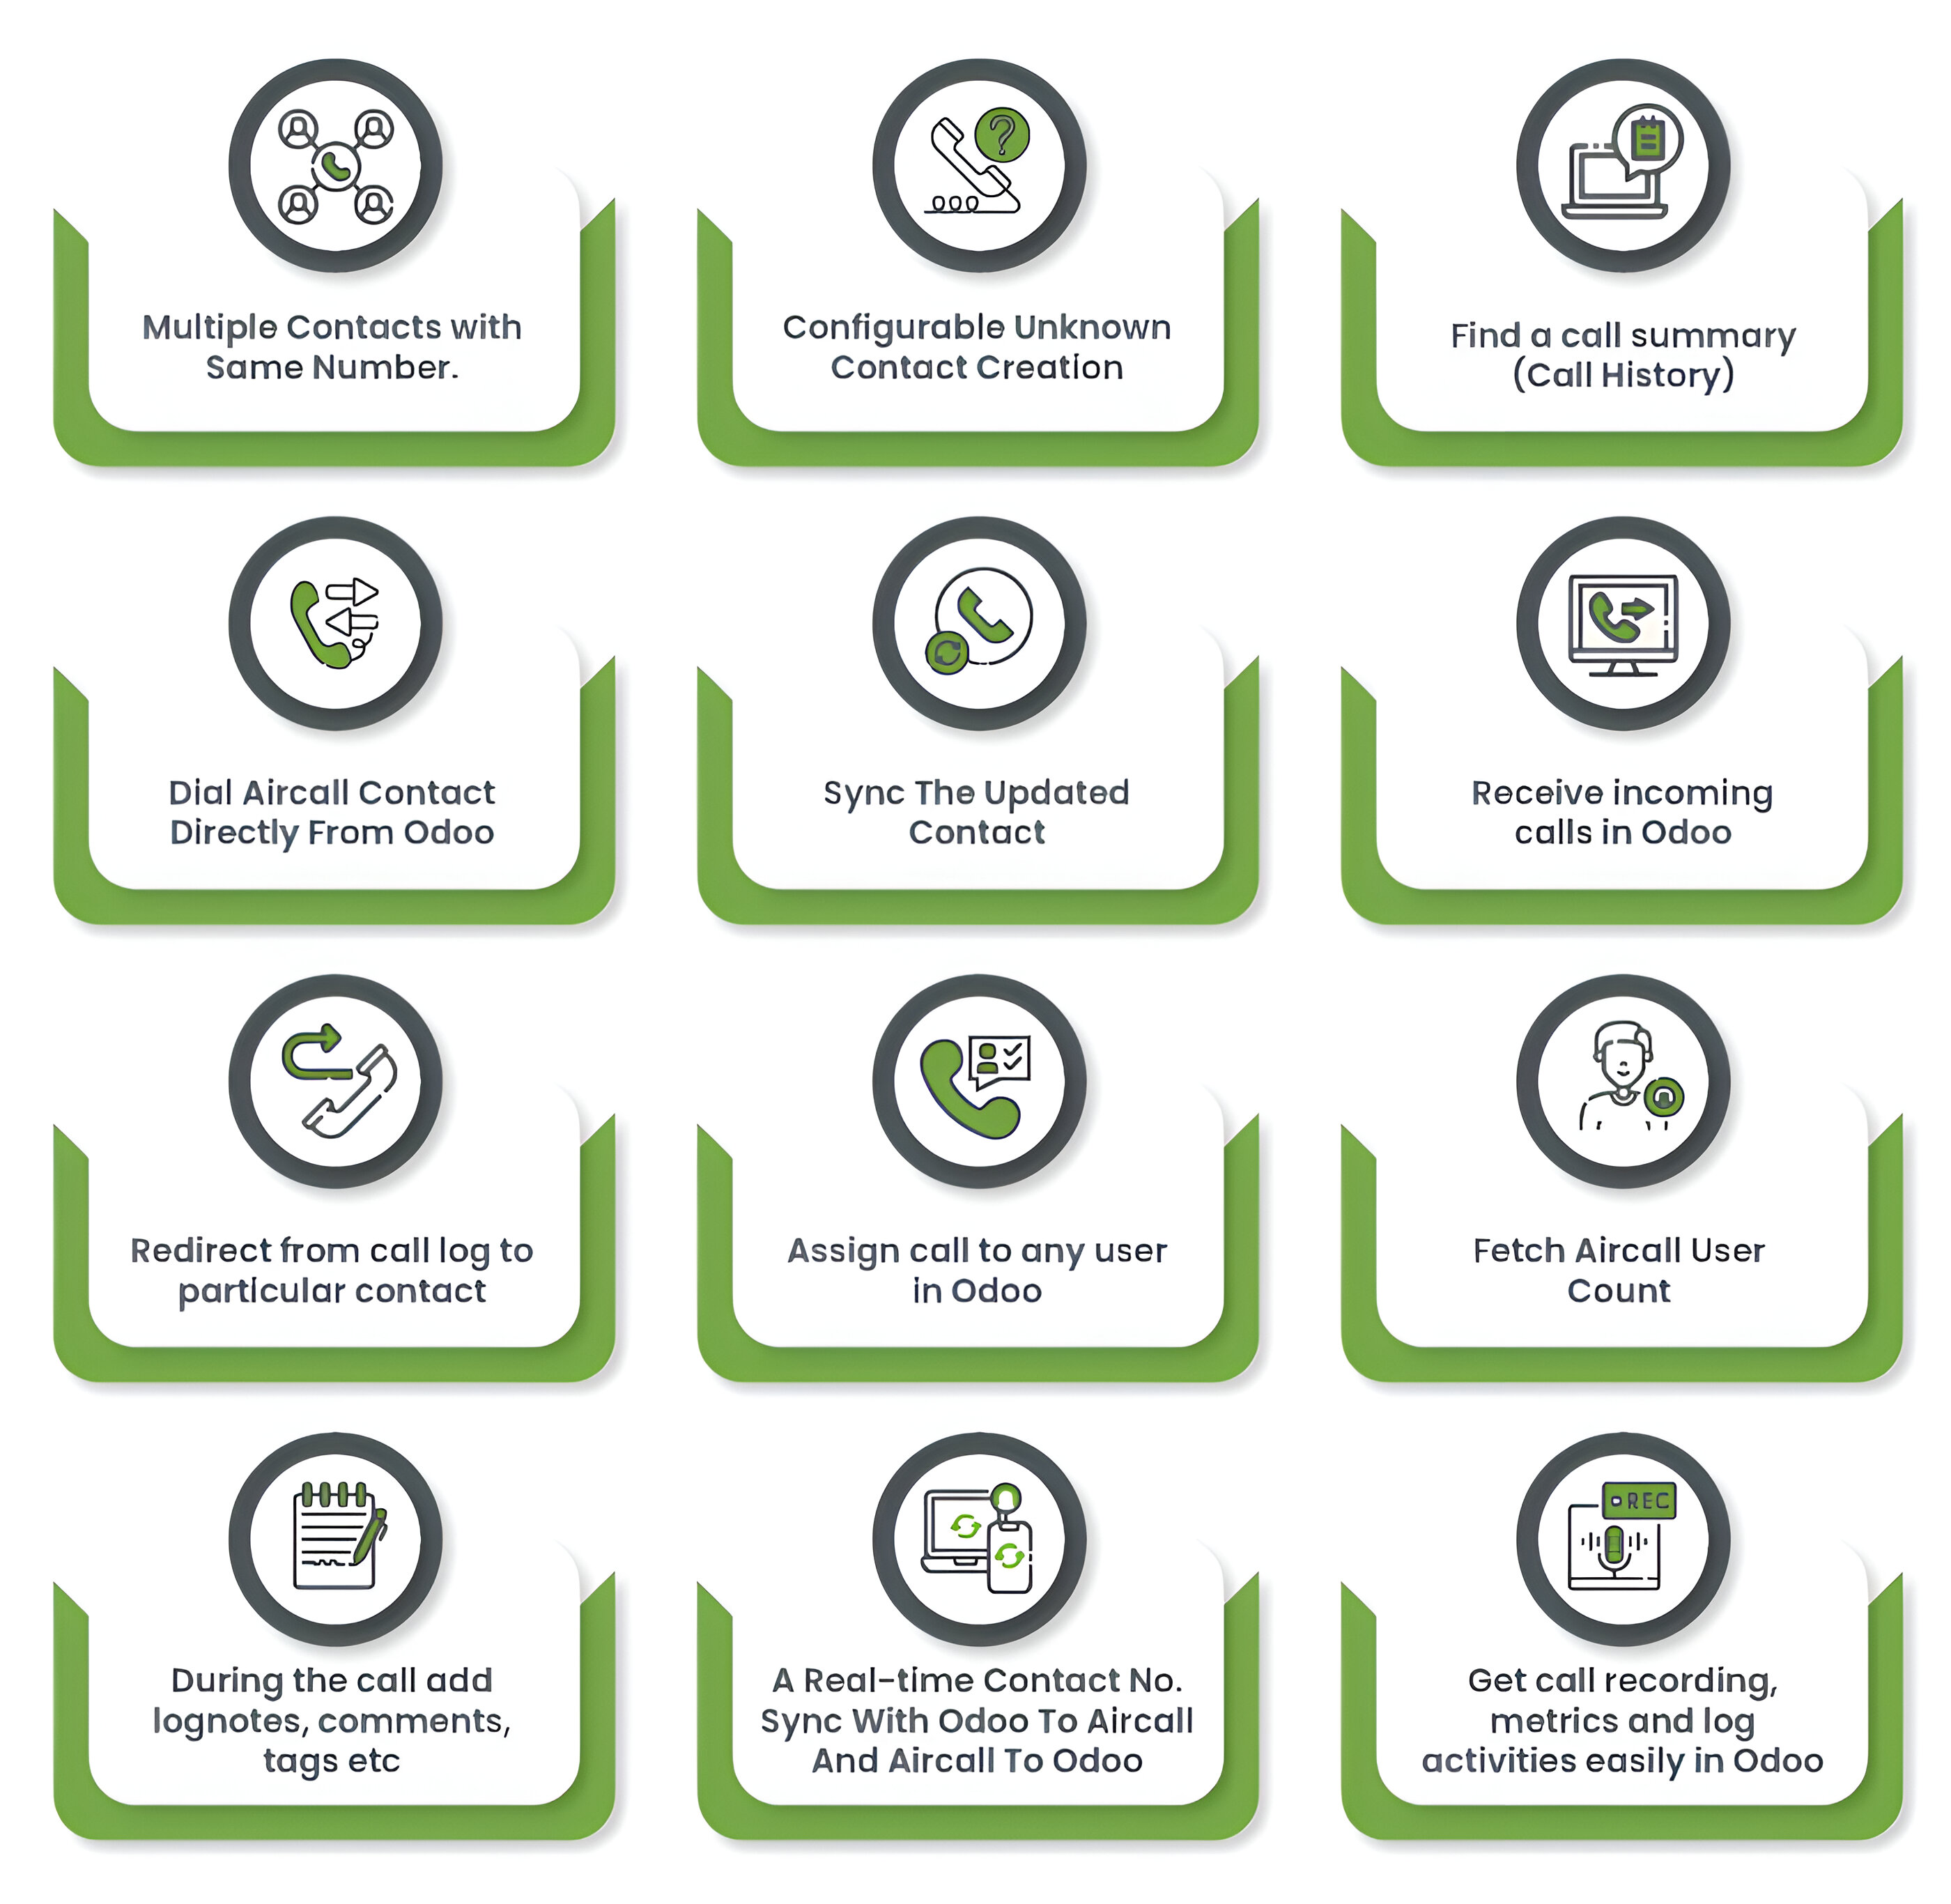 Multiple Contacts with
Same Number.
Configurable Unknown
Contact Creation
Find a call summary
(Call History)
Dial Aircall Contact
Directly From Odoo
Sync The Updated
Contact
Receive incoming
calls in Odoo
Redirect from call log to
particular contact
Assign call to any user
in Odoo
Fetch Aircall User
Count
During the call add
lognotes, comments,
tags etc
A Real-time Contact No.
Sync With Odoo To Aircall
And Aircall To Odoo
REC
Get call recording,
metrics and log
activities easily in Odoo